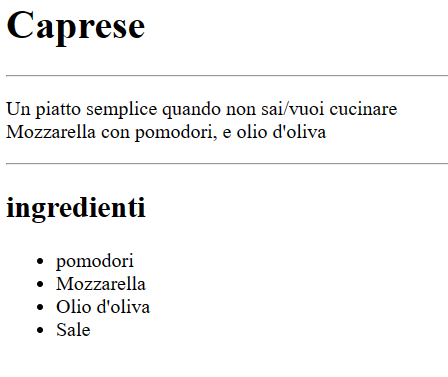 Caprese
Un piatto semplice quando non sai/vuoi cucinare
Mozzarella con pomodori, e olio d'oliva
ingredienti
pomodori
Mozzarella
Olio d'oliva
Sale